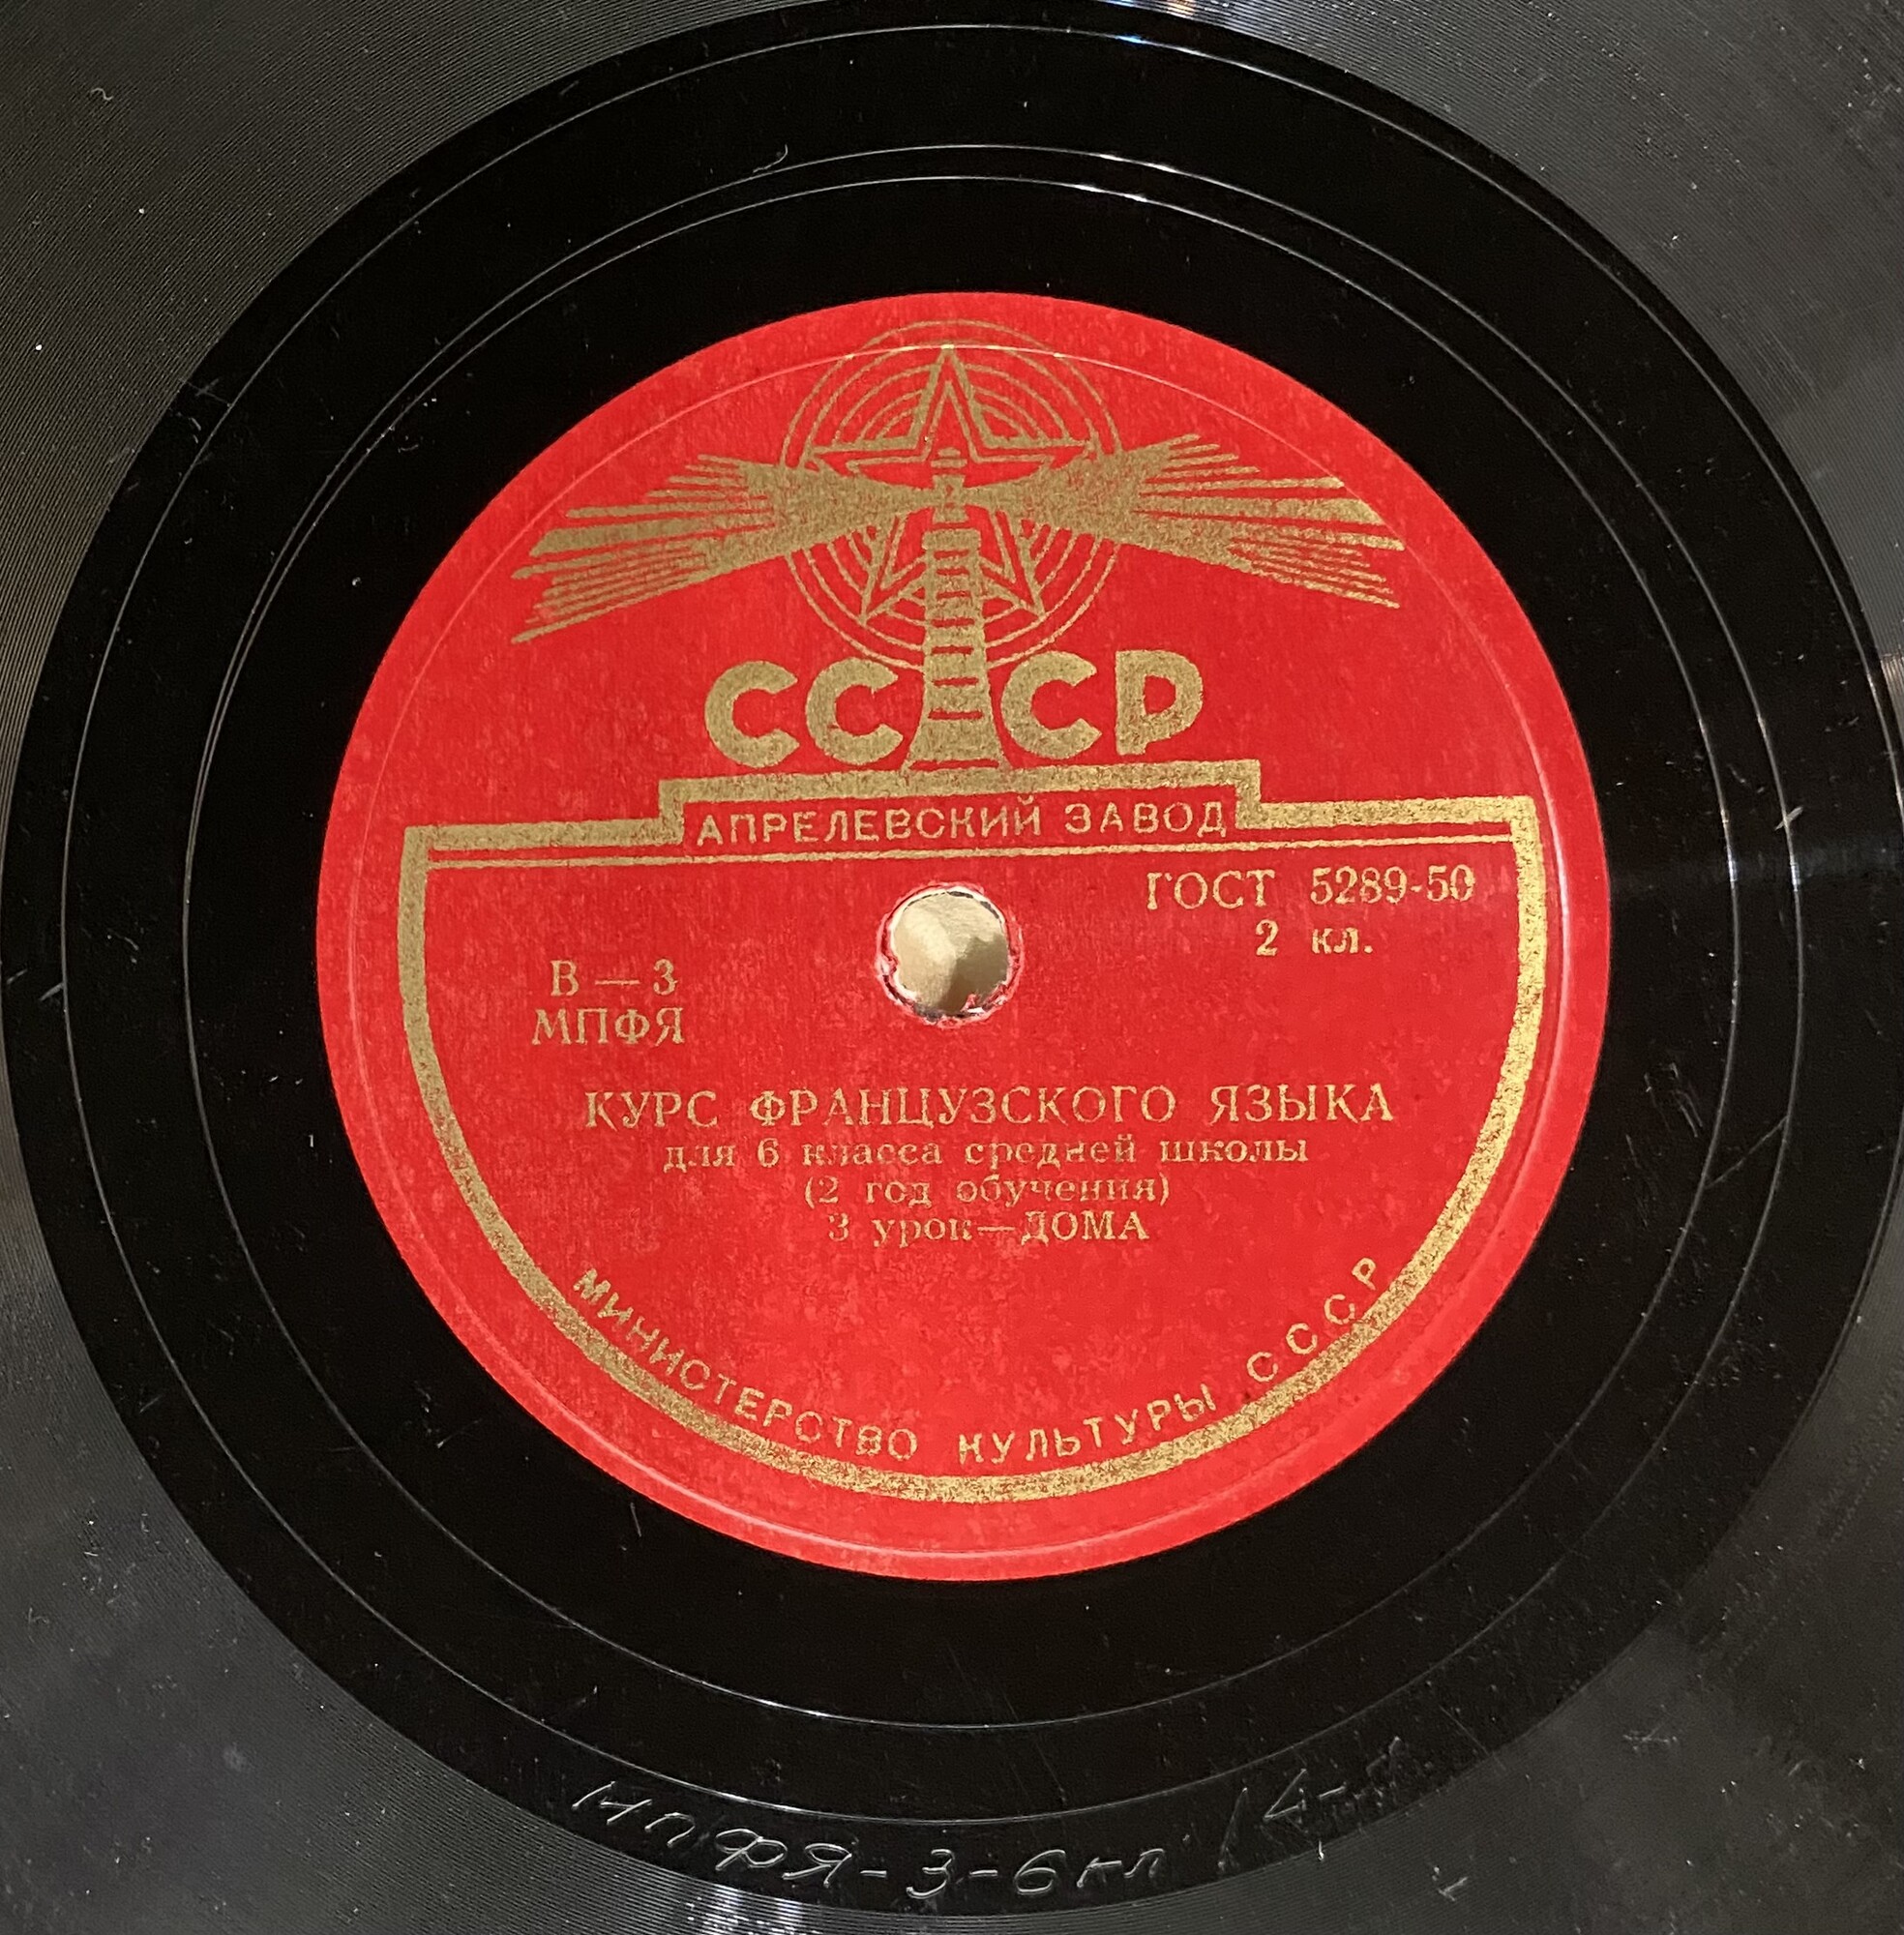 СССР
АПРЕЛЕВСКИЙ ЗАВОД
ГОСТ 5289-50
2 кл.
В — 3
МПФЯ
КУРС ФРАНЦУЗСКОГО ЯЗЫКА
для 6 класса средней школы
(2 год обучения)
3 урок—ДОМА
МИНИСТЕРСТВО КУЛЬТУРЫ СССР
МПФЯ-3-6кл